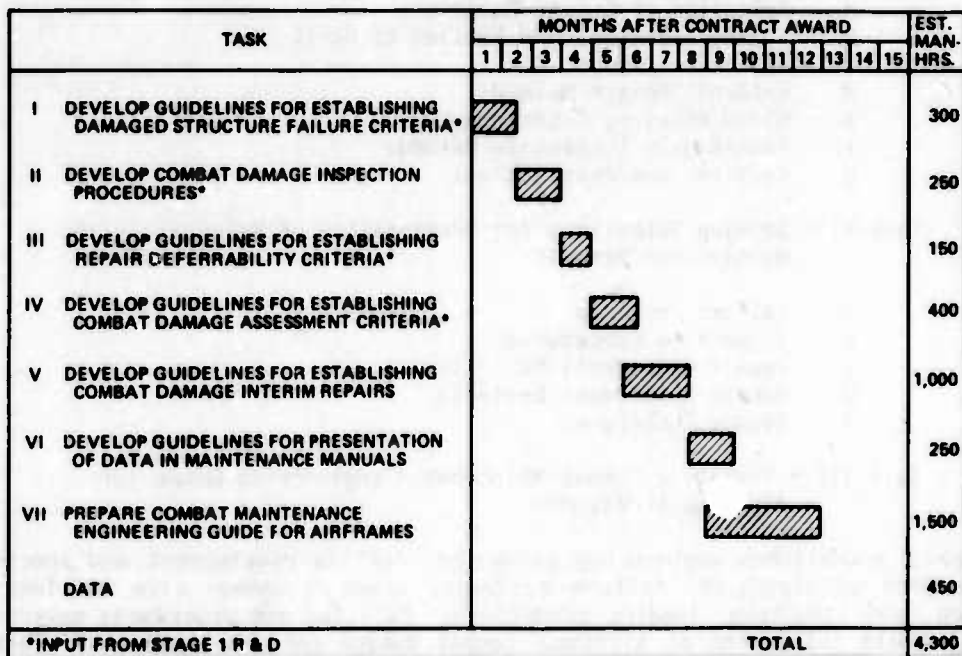 TASK
MONTHS AFTER CONTRACT AWARD
EST. MAN-HRS.
1 2 3 4 5 6 7 8 9 10 11 12 13 14 15
I DEVELOP GUIDELINES FOR ESTABLISHING
DAMAGED STRUCTURE FAILURE CRITERIA* 300
II DEVELOP COMBAT DAMAGE INSPECTION
PROCEDURES* 250
III DEVELOP GUIDELINES FOR ESTABLISHING
REPAIR DEFERRABILITY CRITERIA* 150
IV DEVELOP GUIDELINES FOR ESTABLISHING
COMBAT DAMAGE ASSESSMENT CRITERIA* 400
V DEVELOP GUIDELINES FOR ESTABLISHING
COMBAT DAMAGE INTERIM REPAIRS 1,000
VI DEVELOP GUIDELINES FOR PRESENTATION
OF DATA IN MAINTENANCE MANUALS 250
VII PREPARE COMBAT MAINTENANCE
ENGINEERING GUIDE FOR AIRFRAMES 1,500
DATA 450
*INPUT FROM STAGE 1 R & D TOTAL 4,300